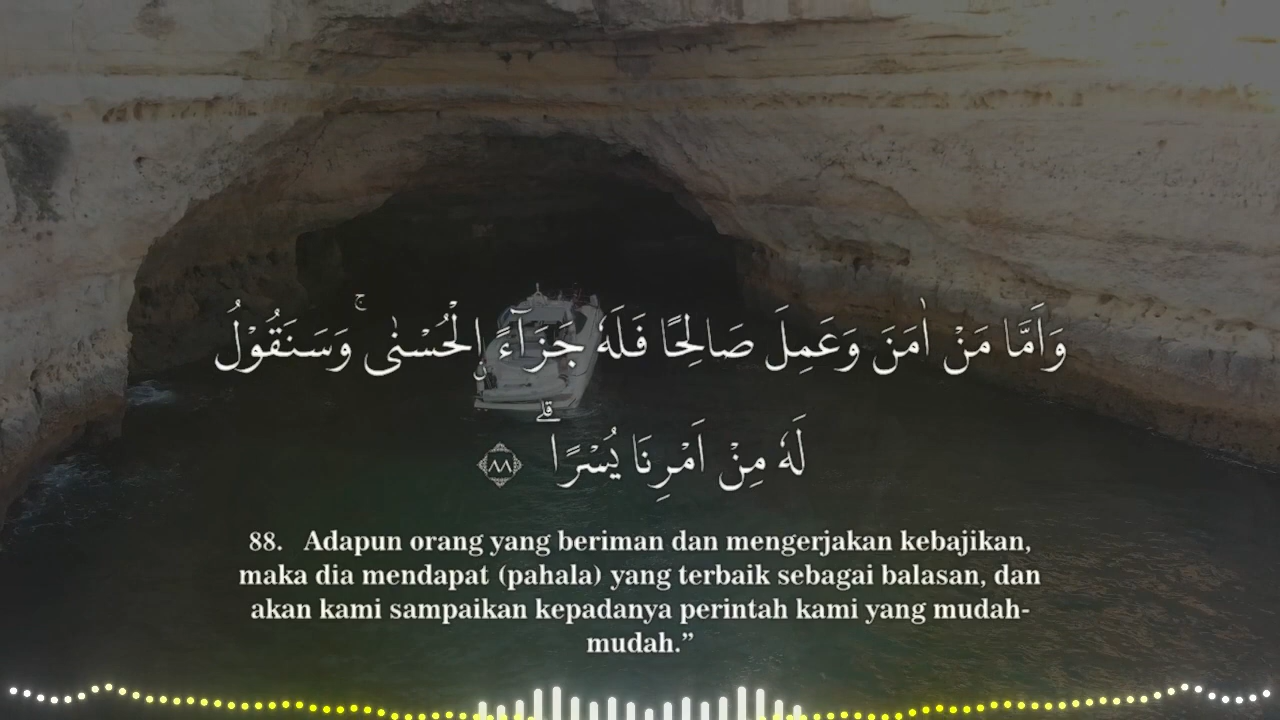 وَاَمَّا مَنْ اٰمَنَ وَعَمِلَ صَالِحًا فَلَهٗ جَزَاۤءً ۨالْحُسْنٰىۚ وَسَنَقُوْلُ
لَهٗ مِنْ اَمْرِنَا يُسْرًا ۗ ٨٨
88. Adapun orang yang beriman dan mengerjakan kebajikan,
maka dia mendapat (pahala) yang terbaik sebagai balasan, dan
akan kami sampaikan kepadanya perintah kami yang mudah-
mudah.”